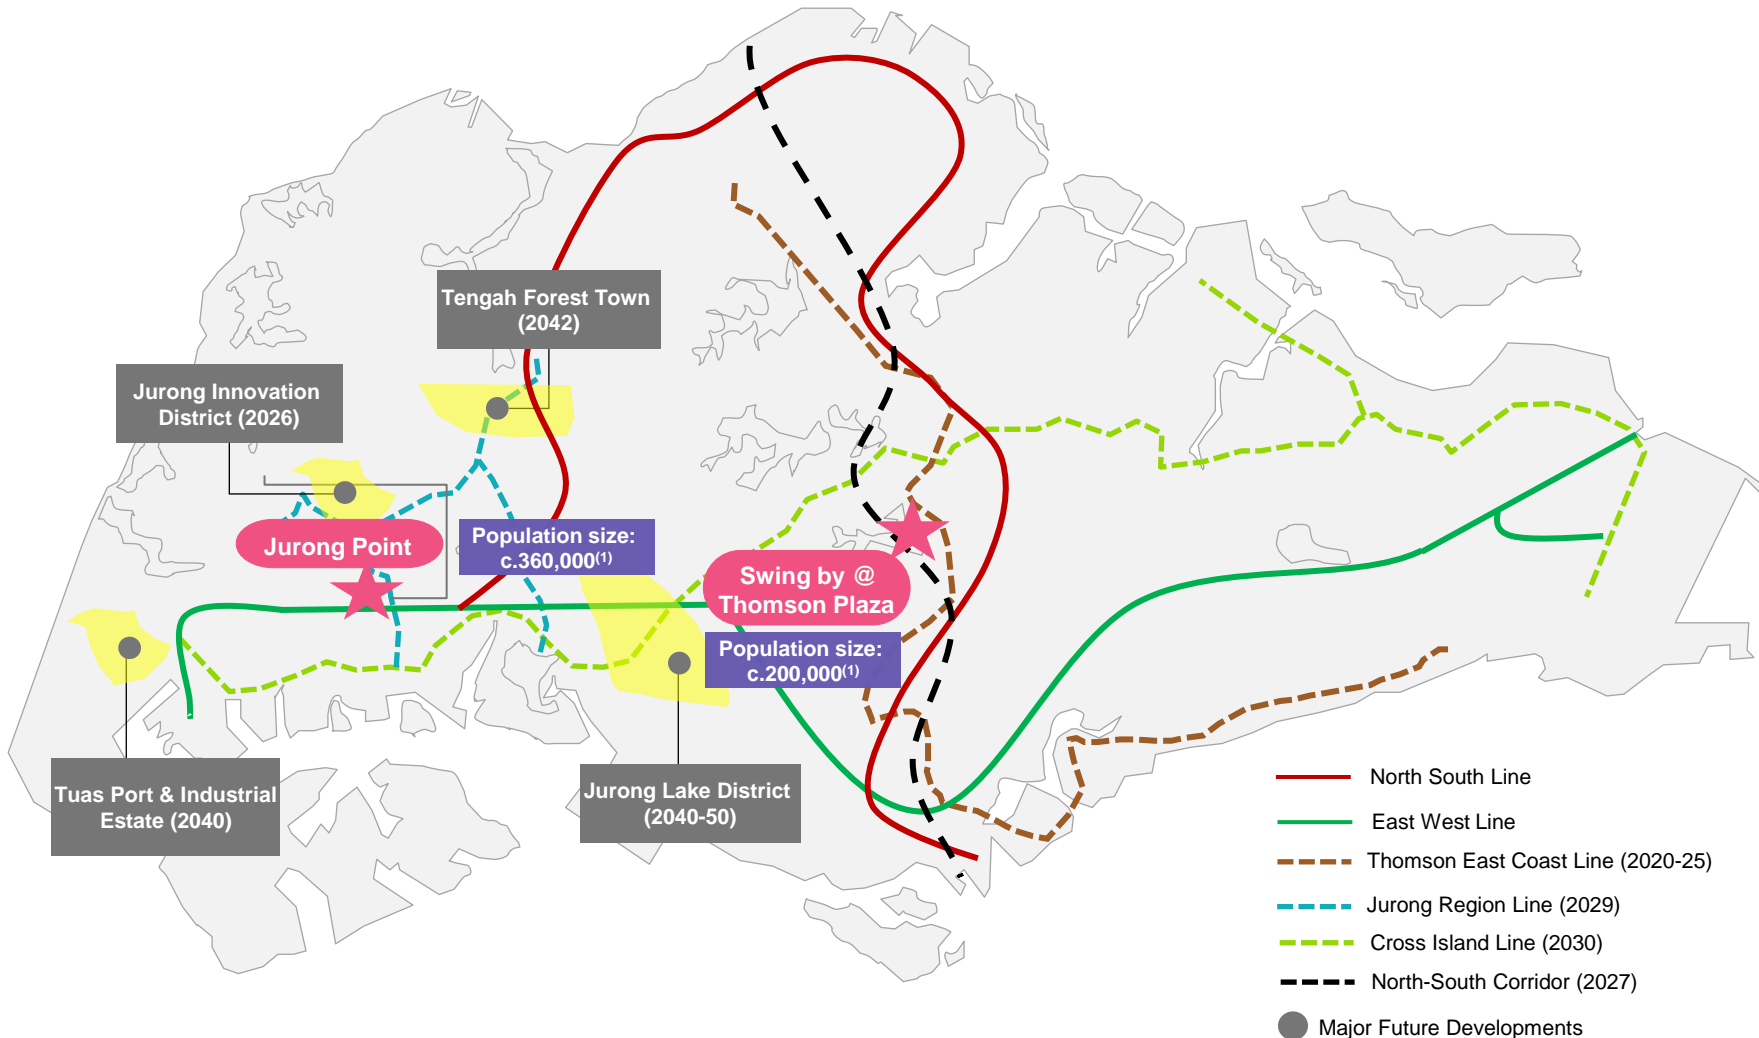 Tengah Forest Town
(2042)
Jurong Innovation
District (2026)
Jurong Point
Population size:
c.360,000(1)
Swing by @
Thomson Plaza
Population size:
c.200,000(1)
Tuas Port & Industrial
Estate (2040)
Jurong Lake District
(2040-50)
North South Line
East West Line
Thomson East Coast Line (2020-25)
Jurong Region Line (2029)
Cross Island Line (2030)
North-South Corridor (2027)
Major Future Developments